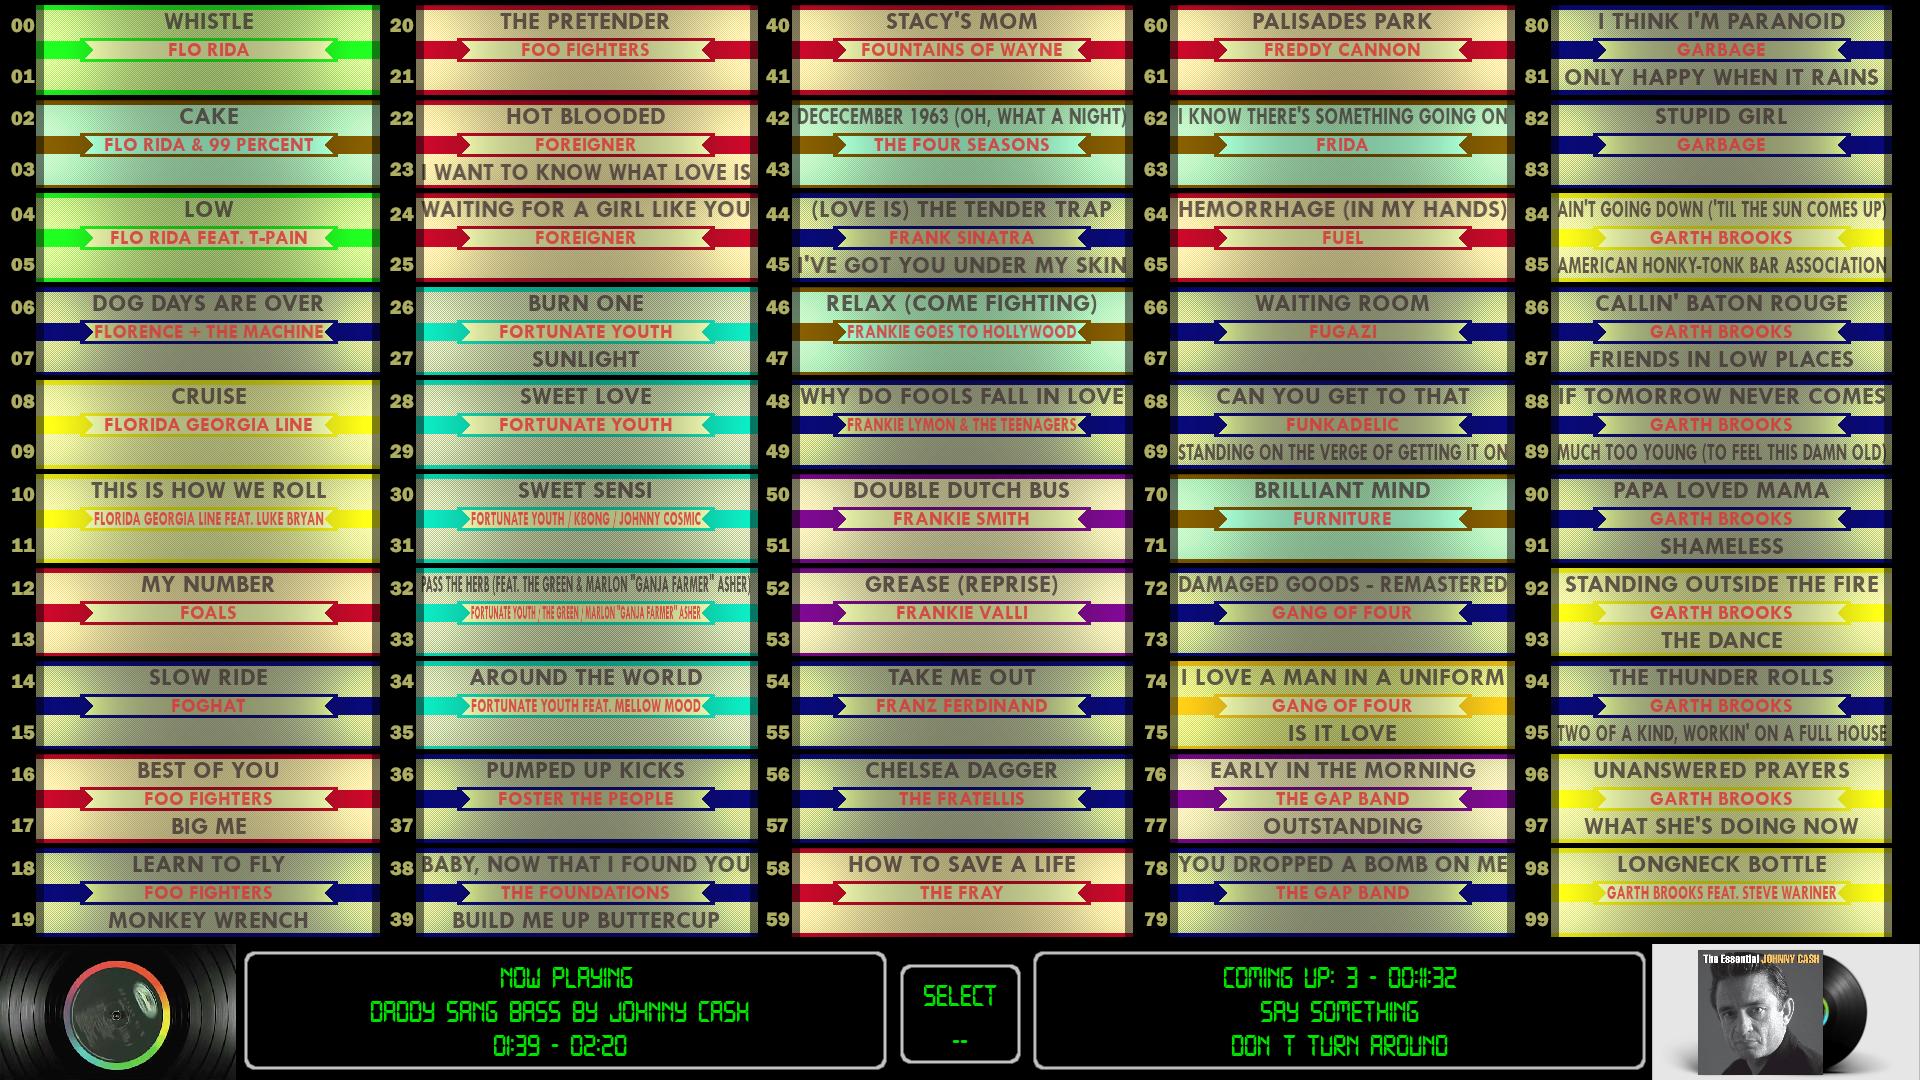 00
WHISTLE
FLO RIDA
01
02
CAKE
FLO RIDA & 99 PERCENT
03
04
LOW
FLO RIDA FEAT. T-PAIN
05
06
DOG DAYS ARE OVER
FLORENCE + THE MACHINE
07
08
CRUISE
FLORIDA GEORGIA LINE
09
10
THIS IS HOW WE ROLL
FLORIDA GEORGIA LINE FEAT. LUKE BRYAN
11
12
MY NUMBER
FOALS
13
14
SLOW RIDE
FOGHAT
15
16
BEST OF YOU
FOO FIGHTERS
17
BIG ME
18
LEARN TO FLY
FOO FIGHTERS
19
MONKEY WRENCH
20
THE PRETENDER
FOO FIGHTERS
21
22
HOT BLOODED
FOREIGNER
23
I WANT TO KNOW WHAT LOVE IS
24
WAITING FOR A GIRL LIKE YOU
FOREIGNER
25
26
BURN ONE
FORTUNATE YOUTH
27
SUNLIGHT
28
SWEET LOVE
FORTUNATE YOUTH
29
30
SWEET SENSI
FORTUNATE YOUTH / KBONG / JOHNNY COSMIC
31
32
PASS THE HERB (FEAT. THE GREEN & MARLON "GANJA FARMER" ASHER)
FORTUNATE YOUTH / THE GREEN / MARLON "GANJA FARMER" ASHER
33
34
AROUND THE WORLD
FORTUNATE YOUTH FEAT. MELLOW MOOD
35
36
PUMPED UP KICKS
FOSTER THE PEOPLE
37
38
BABY, NOW THAT I FOUND YOU
THE FOUNDATIONS
39
BUILD ME UP BUTTERCUP
40
STACY'S MOM
FOUNTAINS OF WAYNE
41
42
DECECEMBER 1963 (OH, WHAT A NIGHT)
THE FOUR SEASONS
43
44
(LOVE IS) THE TENDER TRAP
FRANK SINATRA
45
I'VE GOT YOU UNDER MY SKIN
46
RELAX (COME FIGHTING)
FRANKIE GOES TO HOLLYWOOD
47
48
WHY DO FOOLS FALL IN LOVE
FRANKIE LYMON & THE TEENAGERS
49
50
DOUBLE DUTCH BUS
FRANKIE SMITH
51
52
GREASE (REPRISE)
FRANKIE VALLI
53
54
TAKE ME OUT
FRANZ FERDINAND
55
56
CHELSEA DAGGER
THE FRATELLIS
57
58
HOW TO SAVE A LIFE
THE FRAY
59
60
PALISADES PARK
FREDDY CANNON
61
62
I KNOW THERE'S SOMETHING GOING ON
FRIDA
63
64
HEMORRHAGE (IN MY HANDS)
FUEL
65
66
WAITING ROOM
FUGAZI
67
68
CAN YOU GET TO THAT
FUNKADELIC
69
STANDING ON THE VERGE OF GETTING IT ON
70
BRILLIANT MIND
FURNITURE
71
72
DAMAGED GOODS - REMASTERED
GANG OF FOUR
73
74
I LOVE A MAN IN A UNIFORM
GANG OF FOUR
75
IS IT LOVE
76
EARLY IN THE MORNING
THE GAP BAND
77
OUTSTANDING
78
YOU DROPPED A BOMB ON ME
THE GAP BAND
79
80
I THINK I'M PARANOID
GARBAGE
81
ONLY HAPPY WHEN IT RAINS
82
STUPID GIRL
GARBAGE
83
84
AIN'T GOING DOWN ('TIL THE SUN COMES UP)
GARTH BROOKS
85
AMERICAN HONKY-TONK BAR ASSOCIATION
86
CALLIN' BATON ROUGE
GARTH BROOKS
87
FRIENDS IN LOW PLACES
88
IF TOMORROW NEVER COMES
GARTH BROOKS
89
MUCH TOO YOUNG (TO FEEL THIS DAMN OLD)
90
PAPA LOVED MAMA
GARTH BROOKS
91
SHAMELESS
92
STANDING OUTSIDE THE FIRE
GARTH BROOKS
93
THE DANCE
94
THE THUNDER ROLLS
GARTH BROOKS
95
TWO OF A KIND, WORKIN' ON A FULL HOUSE
96
UNANSWERED PRAYERS
GARTH BROOKS
97
WHAT SHE'S DOING NOW
98
LONGNECK BOTTLE
GARTH BROOKS FEAT. STEVE WARINER
99
NOW PLAYING
DADDY SANG BASS BY JOHNNY CASH
01:39 - 02:20
SELECT
--
COMING UP: 3 - 00:11:32
SAY SOMETHING
DON T TURN AROUND
The Essential JOHNNY CASH